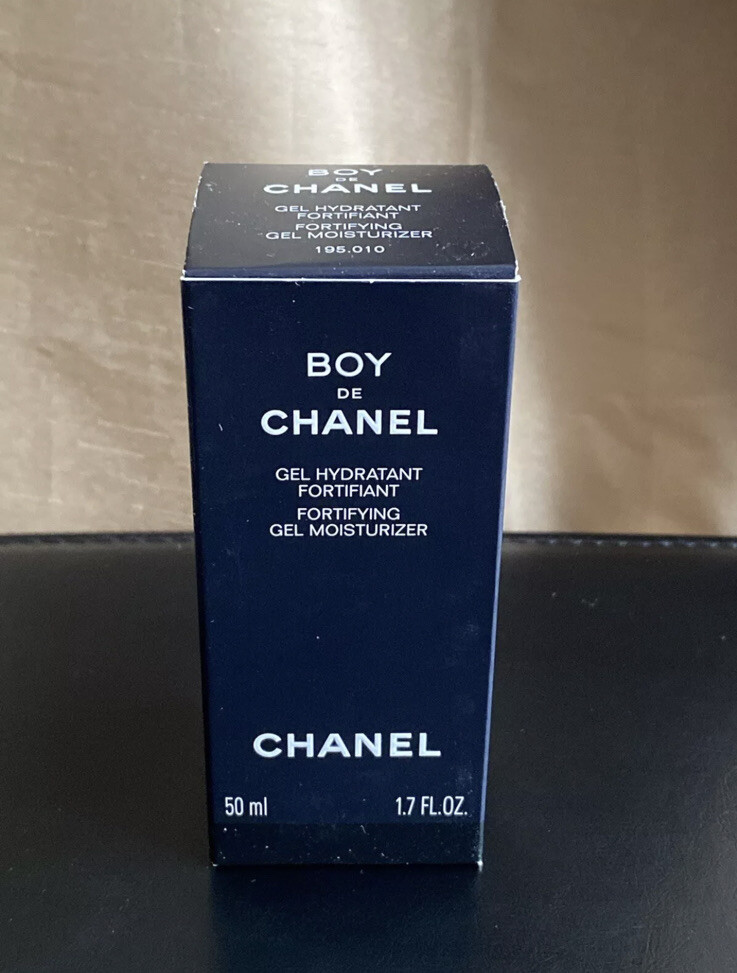 BOY
DE
CHANEL
GEL HYDRATANT
FORTIFIANT
FORTIFYING
GEL MOISTURIZER
195.010
BOY
DE
CHANEL
GEL HYDRATANT
FORTIFIANT
FORTIFYING
GEL MOISTURIZER
CHANEL
50 ml 1.7 FL.OZ.